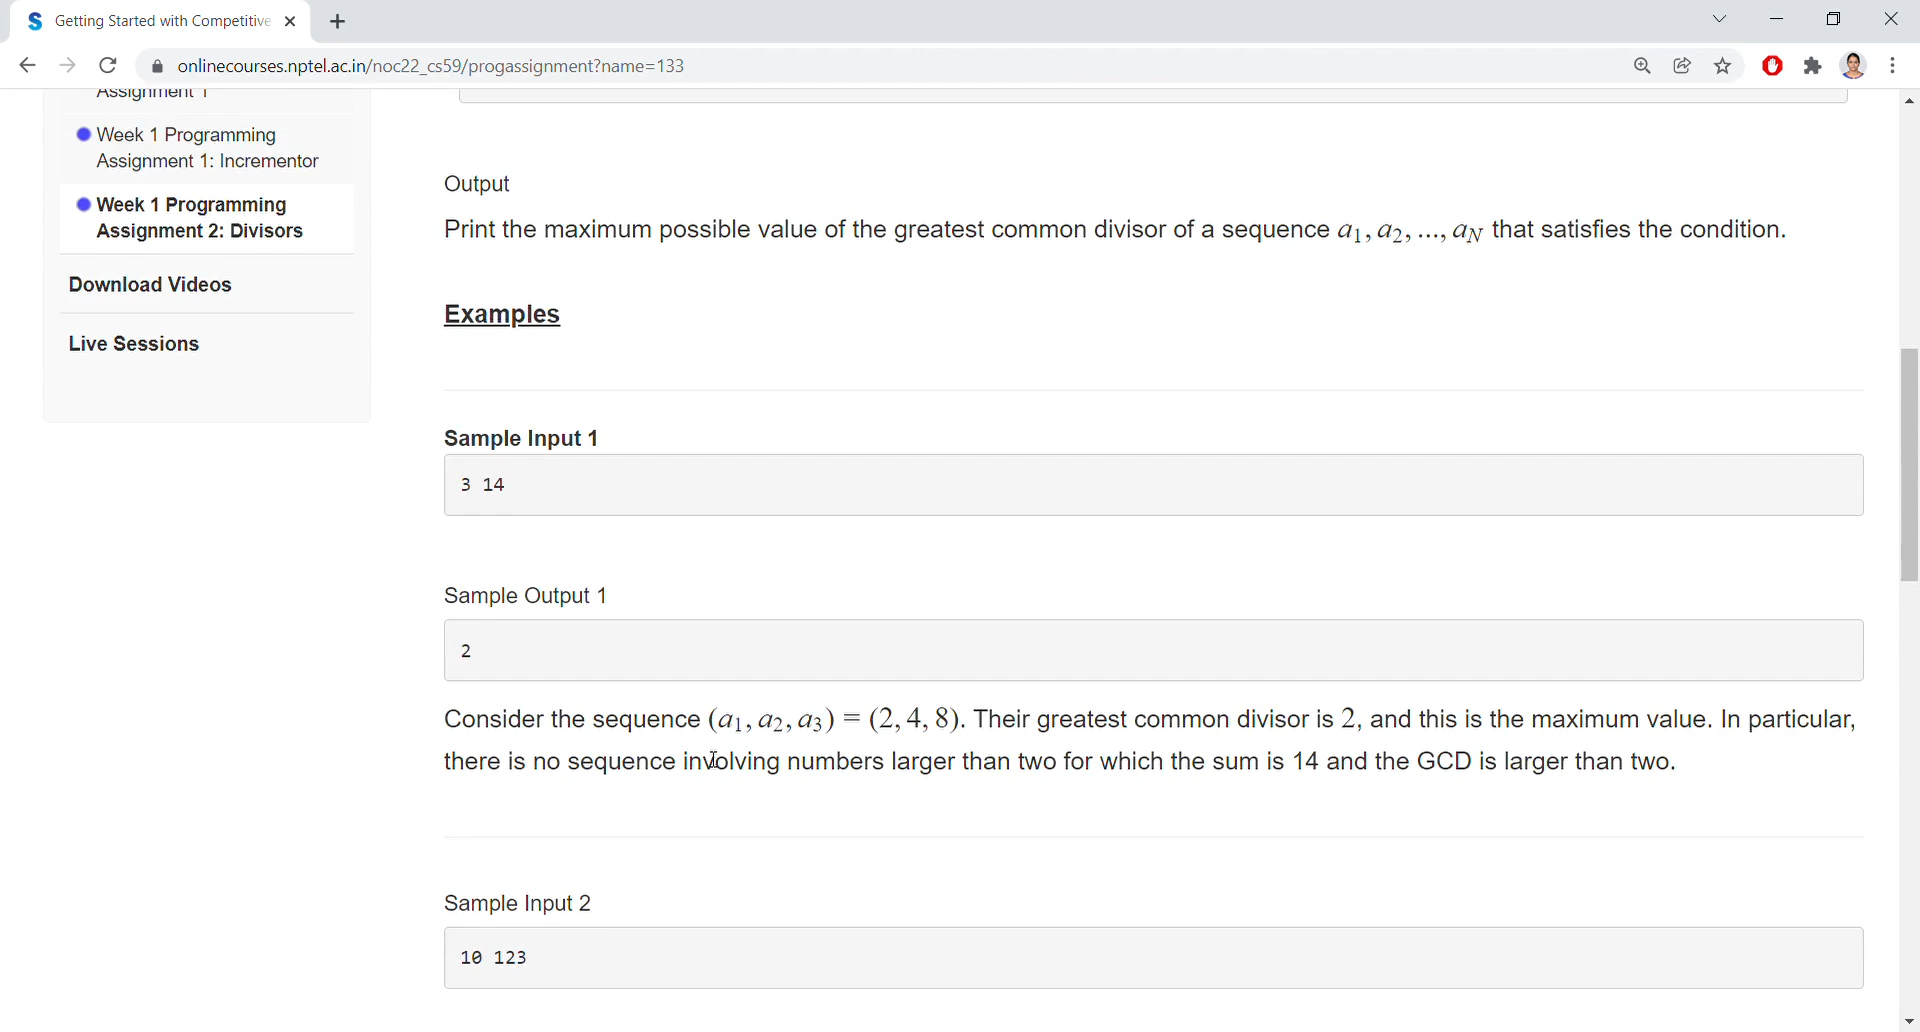 Getting Started with Competitive
onlinecourses.nptel.ac.in/noc22_cs59/progassignment?name=133
Assignment 1
Week 1 Programming
Assignment 1: Incrementor
Week 1 Programming
Assignment 2: Divisors
Download Videos
Live Sessions
Output
Print the maximum possible value of the greatest common divisor of a sequence a₁, a₂, ..., a_N that satisfies the condition.
Examples
Sample Input 1
3 14
Sample Output 1
2
Consider the sequence (a₁, a₂, a₃) = (2, 4, 8). Their greatest common divisor is 2, and this is the maximum value. In particular,
there is no sequence involving numbers larger than two for which the sum is 14 and the GCD is larger than two.
Sample Input 2
10 123